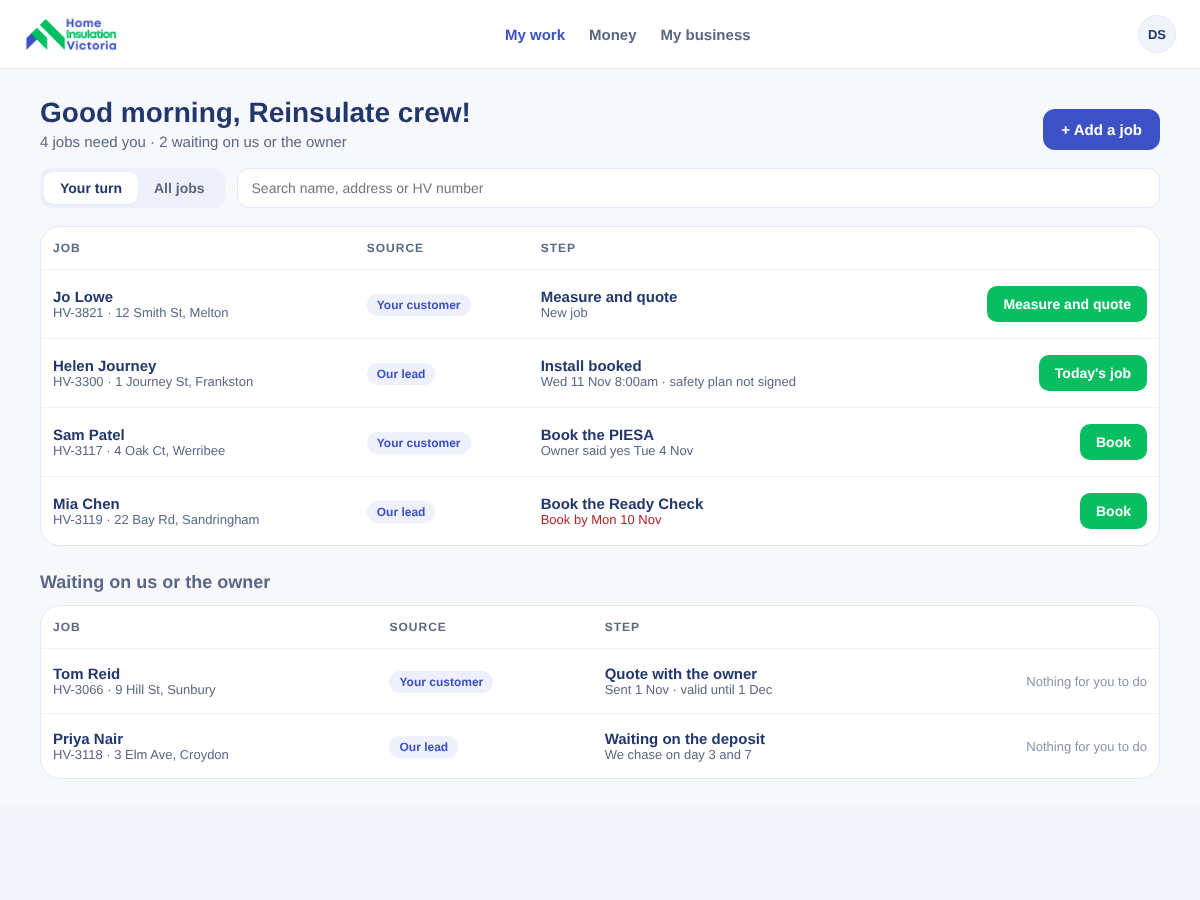 Home
Insulation
Victoria
My work
Money
My business
DS
Good morning, Reinsulate crew!
4 jobs need you · 2 waiting on us or the owner
+ Add a job
Your turn
All jobs
Search name, address or HV number
JOB
SOURCE
STEP
Jo Lowe
HV-3821 · 12 Smith St, Melton
Your customer
Measure and quote
New job
Measure and quote
Helen Journey
HV-3300 · 1 Journey St, Frankston
Our lead
Install booked
Wed 11 Nov 8:00am · safety plan not signed
Today's job
Sam Patel
HV-3117 · 4 Oak Ct, Werribee
Your customer
Book the PIESA
Owner said yes Tue 4 Nov
Book
Mia Chen
HV-3119 · 22 Bay Rd, Sandringham
Our lead
Book the Ready Check
Book by Mon 10 Nov
Book
Waiting on us or the owner
JOB
SOURCE
STEP
Tom Reid
HV-3066 · 9 Hill St, Sunbury
Your customer
Quote with the owner
Sent 1 Nov · valid until 1 Dec
Nothing for you to do
Priya Nair
HV-3118 · 3 Elm Ave, Croydon
Our lead
Waiting on the deposit
We chase on day 3 and 7
Nothing for you to do